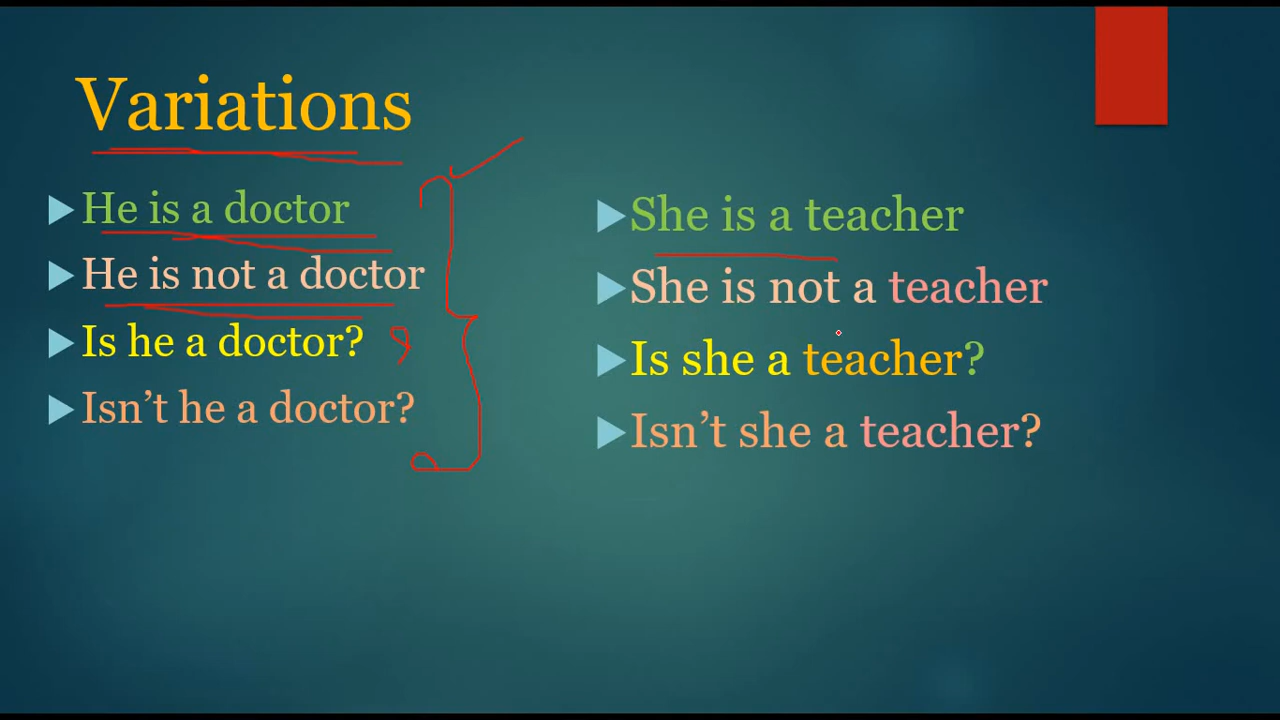 Variations
He is a doctor
He is not a doctor
Is he a doctor?
Isn’t he a doctor?
She is a teacher
She is not a teacher
Is she a teacher?
Isn’t she a teacher?